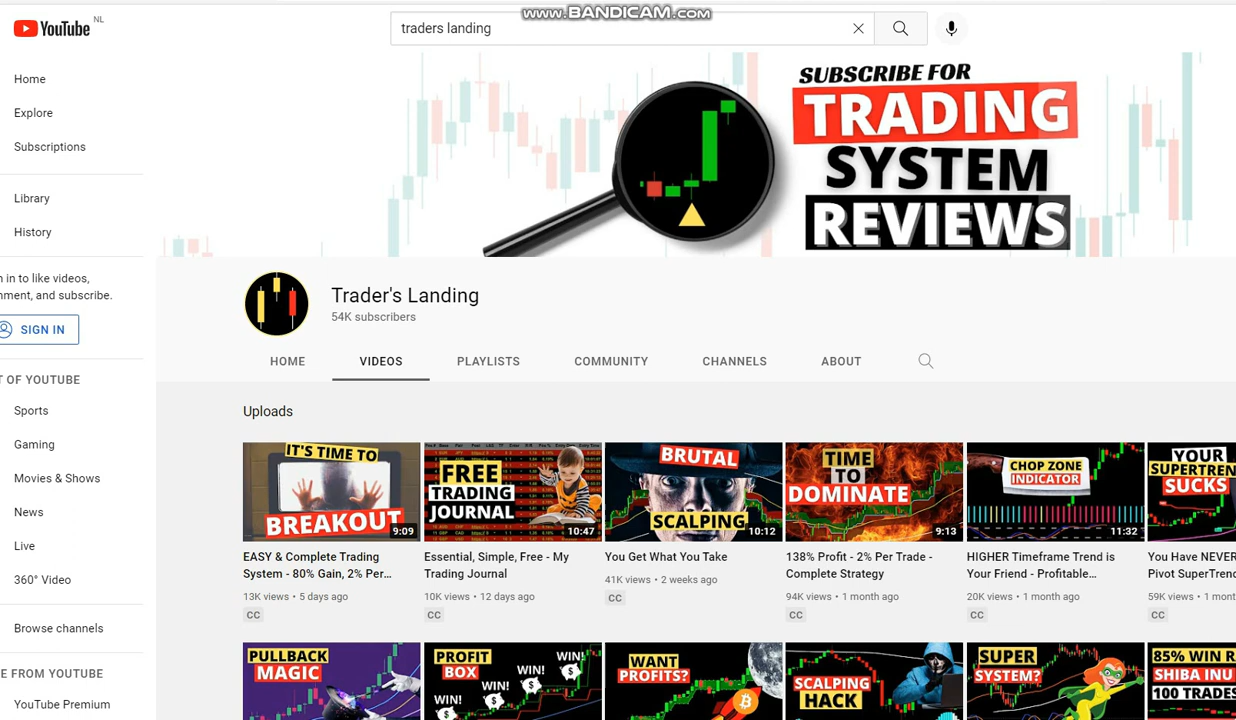 www.BANDICAM.com
YouTube NL
traders landing
Home
Explore
Subscriptions
Library
History
n in to like videos,
nment, and subscribe.
SIGN IN
T OF YOUTUBE
Sports
Gaming
Movies & Shows
News
Live
360° Video
Browse channels
E FROM YOUTUBE
YouTube Premium
SUBSCRIBE FOR
TRADING
SYSTEM
REVIEWS
Trader's Landing
54K subscribers
HOME VIDEOS PLAYLISTS COMMUNITY CHANNELS ABOUT
Uploads
IT'S TIME TO
BREAKOUT
9:09
EASY & Complete Trading
System - 80% Gain, 2% Per...
13K views • 5 days ago
CC
FREE
TRADING
JOURNAL
10:47
Essential, Simple, Free - My
Trading Journal
10K views • 12 days ago
CC
BRUTAL
SCALPING
10:12
You Get What You Take
41K views • 2 weeks ago
CC
TIME
TO
DOMINATE
9:13
138% Profit - 2% Per Trade -
Complete Strategy
94K views • 1 month ago
CC
CHOP ZONE
INDICATOR
11:32
HIGHER Timeframe Trend is
Your Friend - Profitable...
20K views • 1 month ago
CC
YOUR
SUPERTREN
SUCKS
You Have NEVER
Pivot SuperTrend
59K views • 1 mont
CC
PULLBACK
MAGIC
PROFIT
BOX
WIN!
WIN!
WIN!
WIN!
WANT
PROFITS?
SCALPING
HACK
SUPER
SYSTEM?
85% WIN R
SHIBA INU
100 TRADES